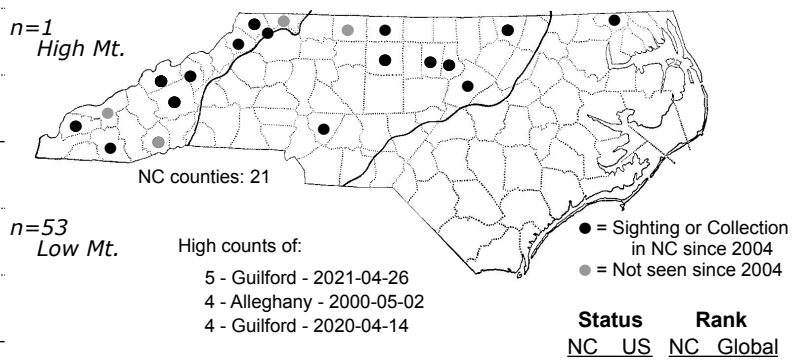 n=1
High Mt.
NC counties: 21
n=53
Low Mt.
High counts of:
5 - Guilford - 2021-04-26
4 - Alleghany - 2000-05-02
4 - Guilford - 2020-04-14
= Sighting or Collection
in NC since 2004
= Not seen since 2004
Status Rank
NC US NC Global